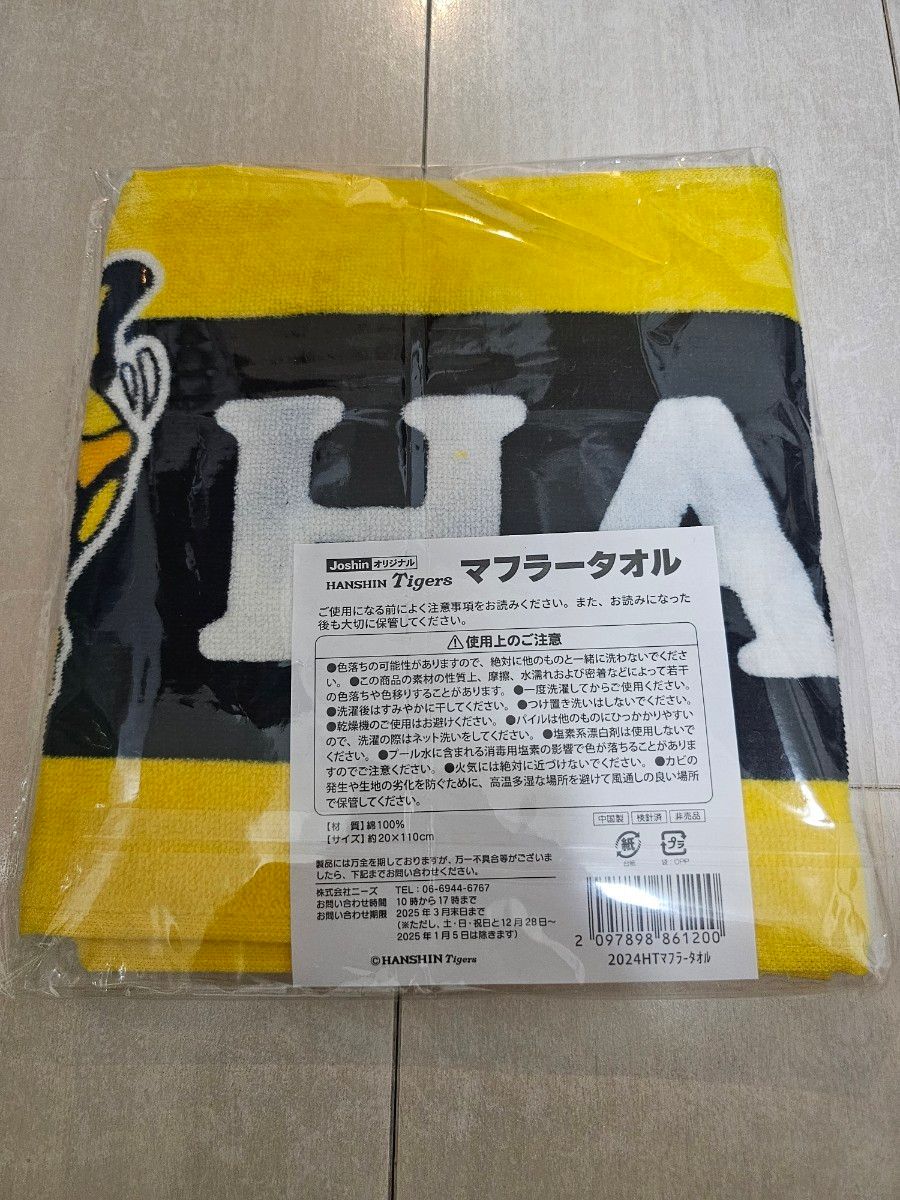 HA
Joshin オリジナル
HANSHIN Tigers マフラータオル
ご使用になる前によく注意事項をお読みください。また、お読みになった
後も大切に保管してください。
⚠使用上のご注意
●色落ちの可能性がありますので、絶対に他のものと一緒に洗わないでくださ
い。●この商品の素材の性質上、摩擦、水濡れおよび密着などによって若干
の色落ちや色移りすることがあります。●一度洗濯してからご使用ください。
●洗濯後はすみやかに干してください。●つけ置き洗いはしないでください。
●乾燥機のご使用はお避けください。●パイルは他のものにひっかかりやすい
ので、洗濯の際はネット洗いをしてください。●塩素系漂白剤は使用しないで
ください。●プール水に含まれる消毒用塩素の影響で色が落ちることがありま
すのでご注意ください。●火気には絶対に近づけないでください。●カビの
発生や生地の劣化を防ぐために、高温多湿な場所を避けて風通しの良い場所
で保管してください。
【材 質】綿100%
【サイズ】約20×110cm
中国製 検針済 非売品
紙 プラ
台紙 袋:OPP
製品には万全を期しておりますが、万一不具合等がございま
したら、下記までお問い合わせください。
株式会社ニーズ TEL:06-6944-6767
お問い合わせ時間 10時から17時まで
お問い合わせ期限 2025年3月末日まで
(※ただし、土・日・祝日と12月28日～
2025年1月5日は除きます)
©HANSHIN Tigers
2 097898 861200
2024HTマフラータオル